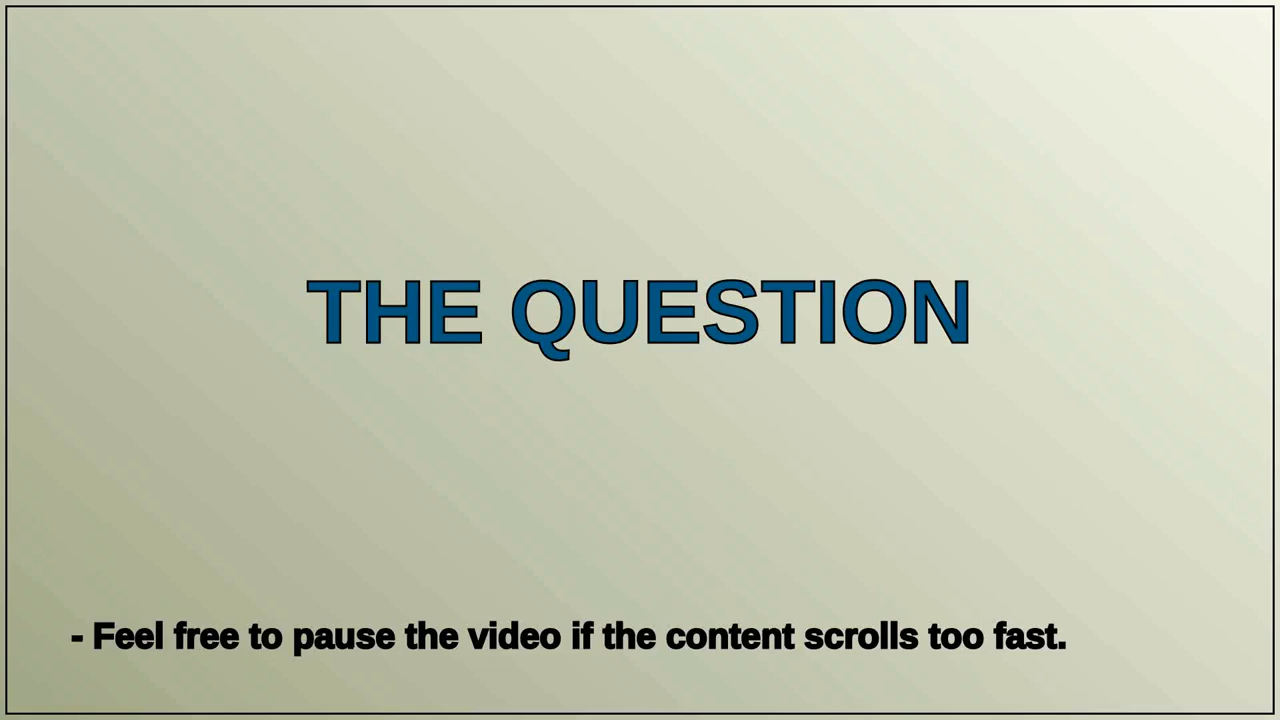 THE QUESTION
- Feel free to pause the video if the content scrolls too fast.